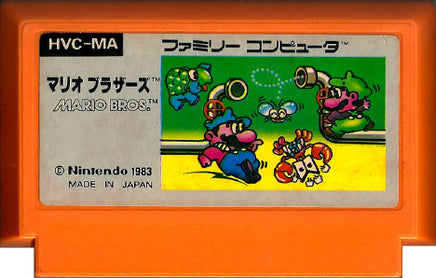 HVC-MA
ファミリー コンピュータ™
マリオ ブラザーズ™
MARIO BROS.™
© Nintendo 1983
MADE IN JAPAN